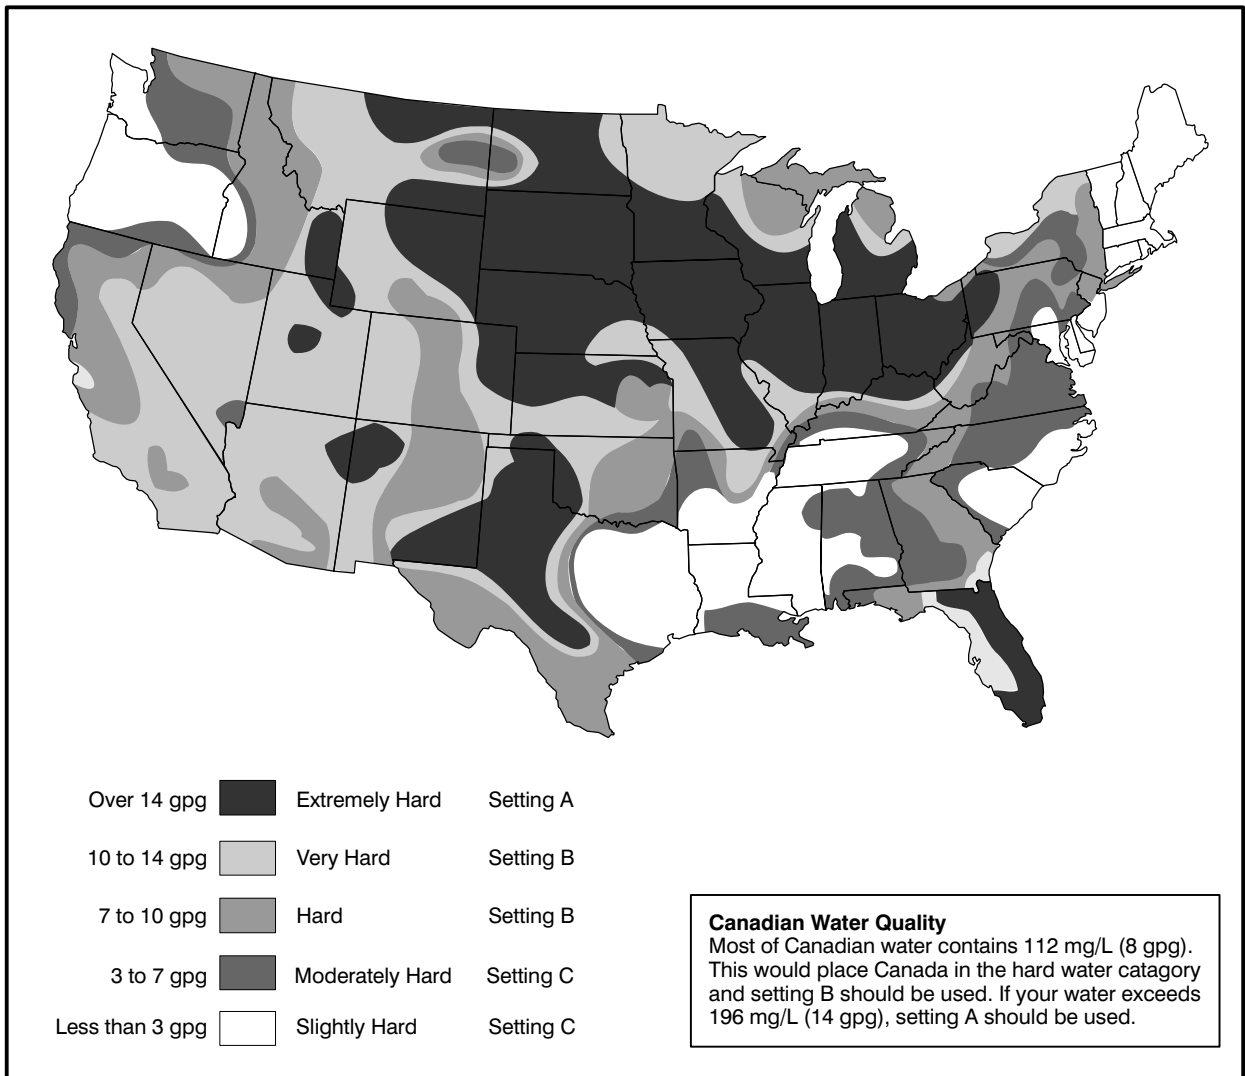 Over 14 gpg Extremely Hard Setting A
10 to 14 gpg Very Hard Setting B
7 to 10 gpg Hard Setting B
3 to 7 gpg Moderately Hard Setting C
Less than 3 gpg Slightly Hard Setting C
Canadian Water Quality
Most of Canadian water contains 112 mg/L (8 gpg).
This would place Canada in the hard water catagory
and setting B should be used. If your water exceeds
196 mg/L (14 gpg), setting A should be used.